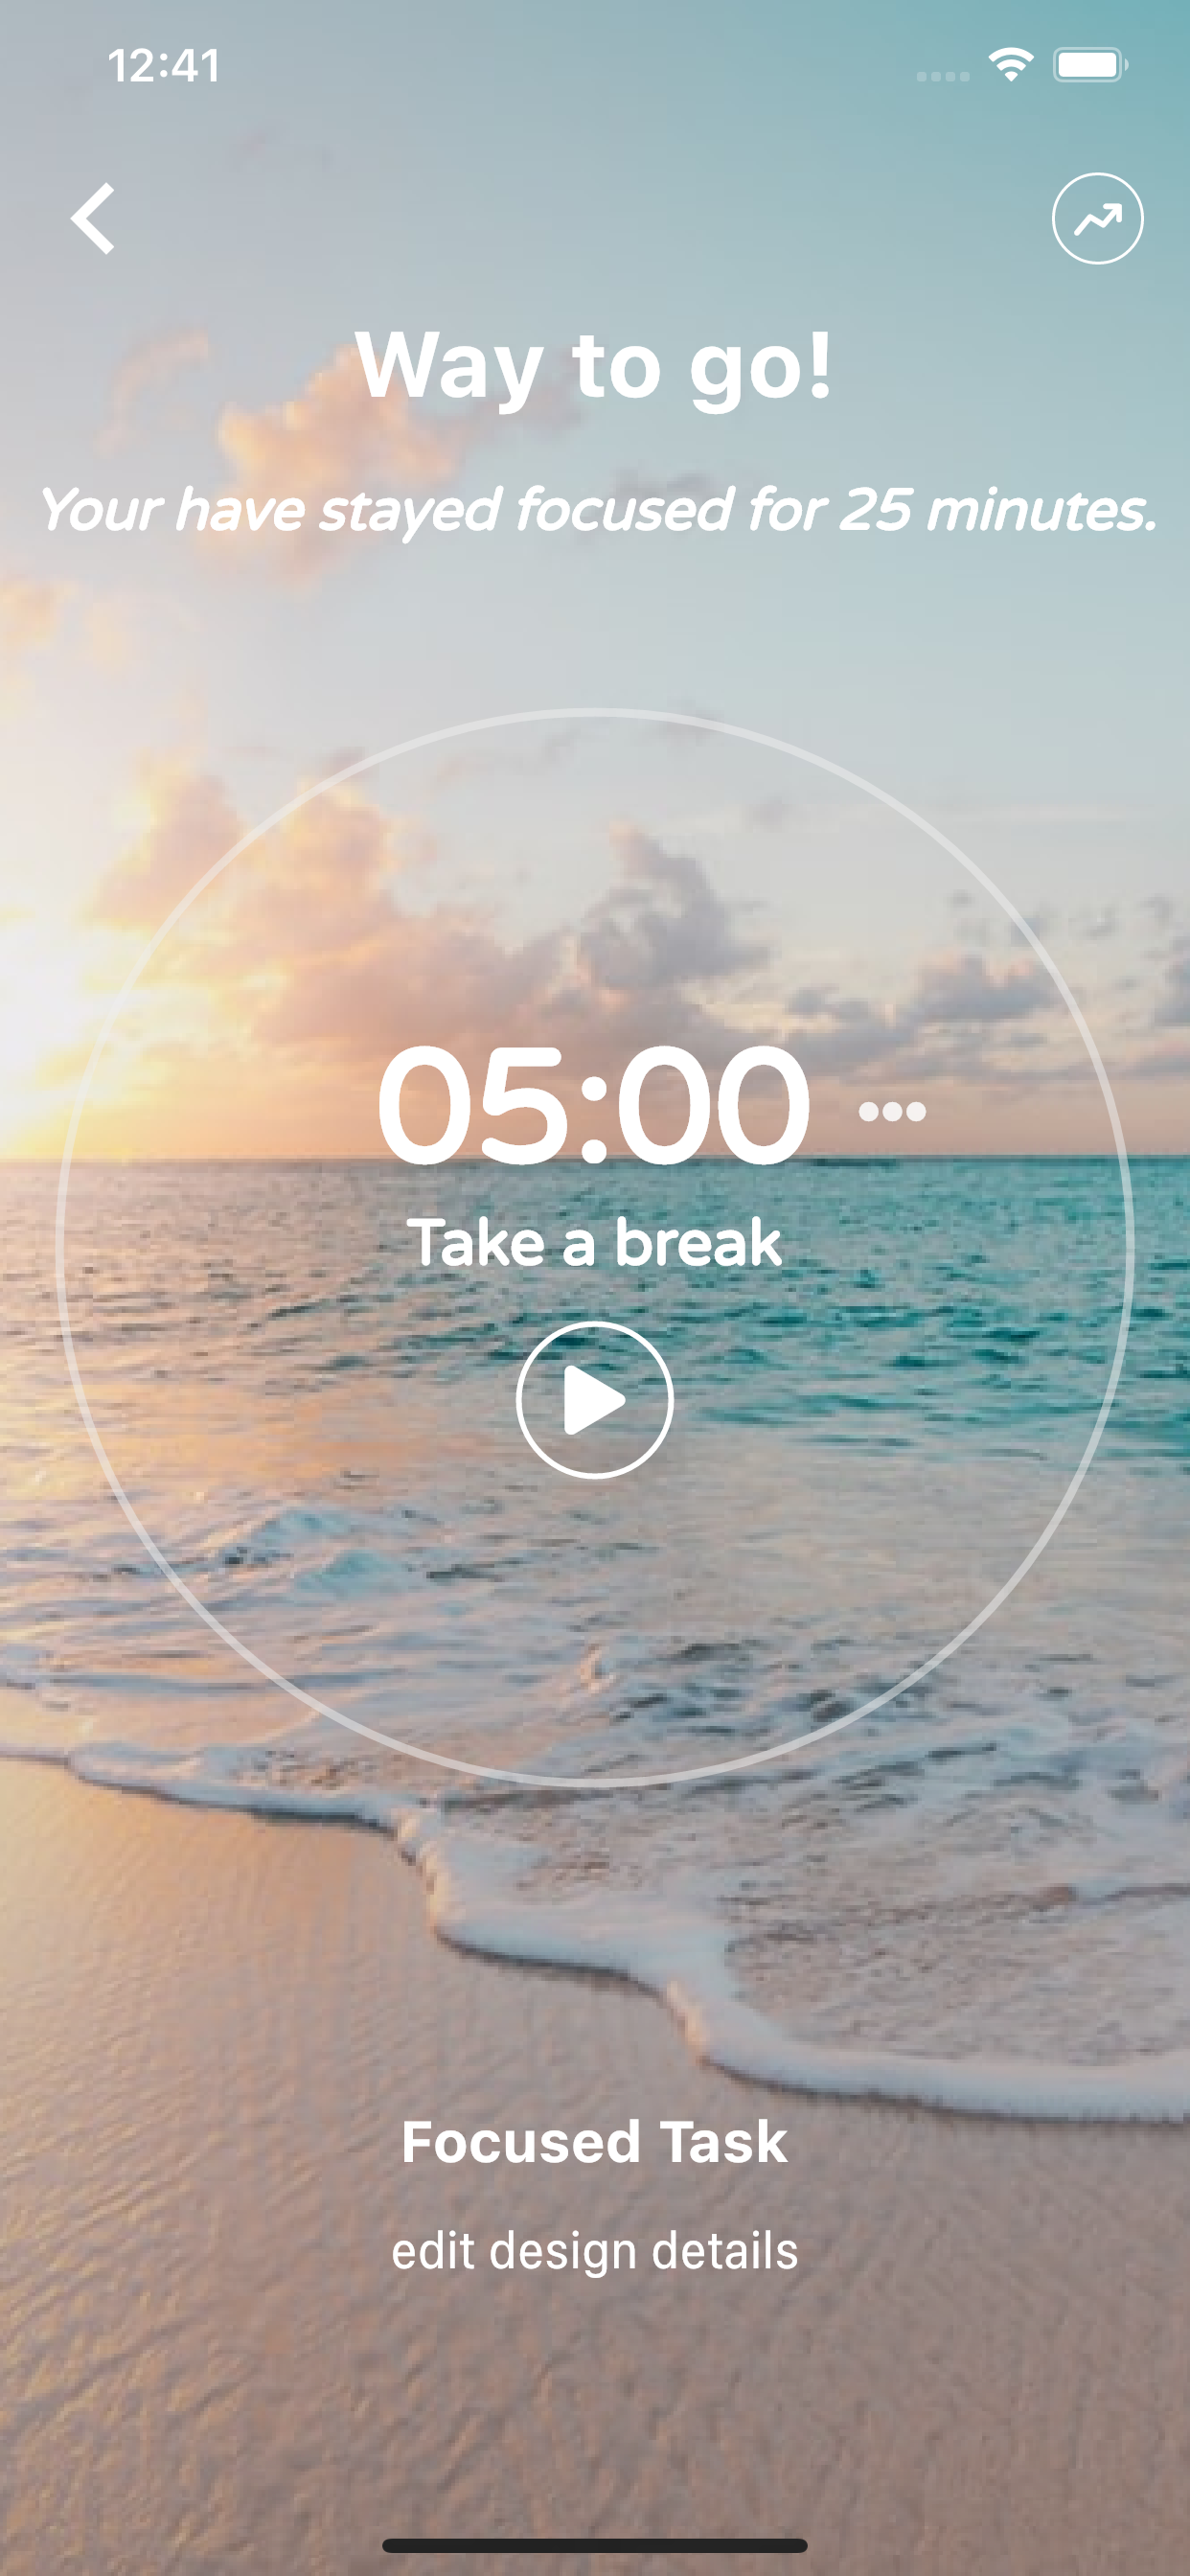 12:41
Way to go!
Your have stayed focused for 25 minutes.
05:00
Take a break
Focused Task
edit design details